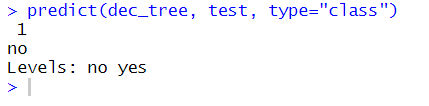 > predict(dec_tree, test, type="class")
 1
no
Levels: no yes
>